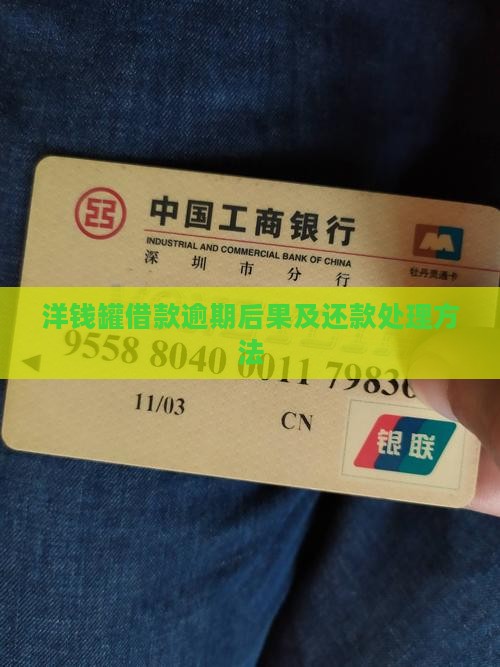 中国工商银行
INDUSTRIAL AND COMMERCIAL BANK OF CHINA
深圳市分行
牡丹灵通卡
洋钱罐借款逾期后果及还款处理方
法
9558 8040 0011 7983
11/03
CN
银联